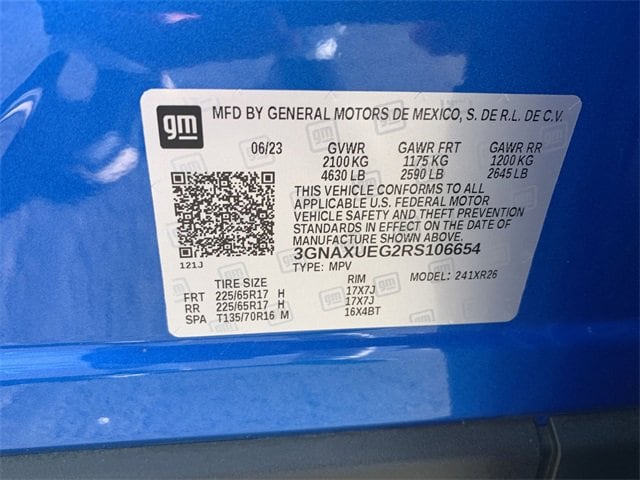 gm MFD BY GENERAL MOTORS DE MEXICO, S. DE R.L. DE C.V.
06/23 GVWR GAWR FRT GAWR RR
2100 KG 1175 KG 1200 KG
4630 LB 2590 LB 2645 LB
THIS VEHICLE CONFORMS TO ALL
APPLICABLE U.S. FEDERAL MOTOR
VEHICLE SAFETY AND THEFT PREVENTION
STANDARDS IN EFFECT ON THE DATE OF
MANUFACTURE SHOWN ABOVE.
3GNAXUEG2RS106654
121J TYPE: MPV MODEL: 241XR26
TIRE SIZE RIM
FRT 225/65R17 H 17X7J
RR 225/65R17 H 17X7J
SPA T135/70R16 M 16X4BT